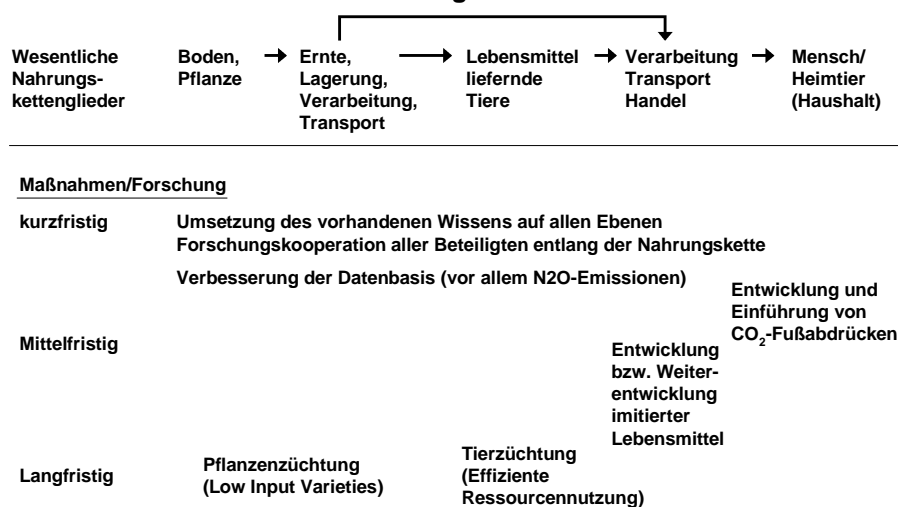 Wesentliche
Nahrungs-
kettenglieder
Boden,
Pflanze
Ernte,
Lagerung,
Verarbeitung,
Transport
Lebensmittel
liefernde
Tiere
Verarbeitung
Transport
Handel
Mensch/
Heimtier
(Haushalt)
Maßnahmen/Forschung
kurzfristig
Umsetzung des vorhandenen Wissens auf allen Ebenen
Forschungskooperation aller Beteiligten entlang der Nahrungskette
Verbesserung der Datenbasis (vor allem N2O-Emissionen)
Entwicklung und
Einführung von
CO₂-Fußabdrücken
Mittelfristig
Entwicklung
bzw. Weiter-
entwicklung
imitierter
Lebensmittel
Langfristig
Pflanzenzüchtung
(Low Input Varieties)
Tierzüchtung
(Effiziente
Ressourcennutzung)